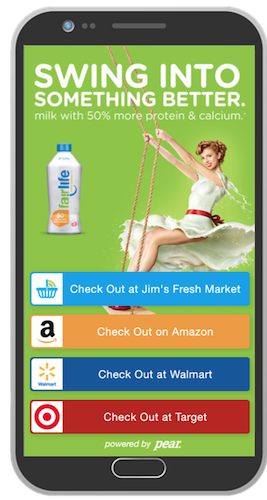 SWING INTO
SOMETHING BETTER.
milk with 50% more protein & calcium.
fairlife
Check Out at Jim's Fresh Market
a
Check Out on Amazon
Walmart
Check Out at Walmart
Check Out at Target
powered by pear.